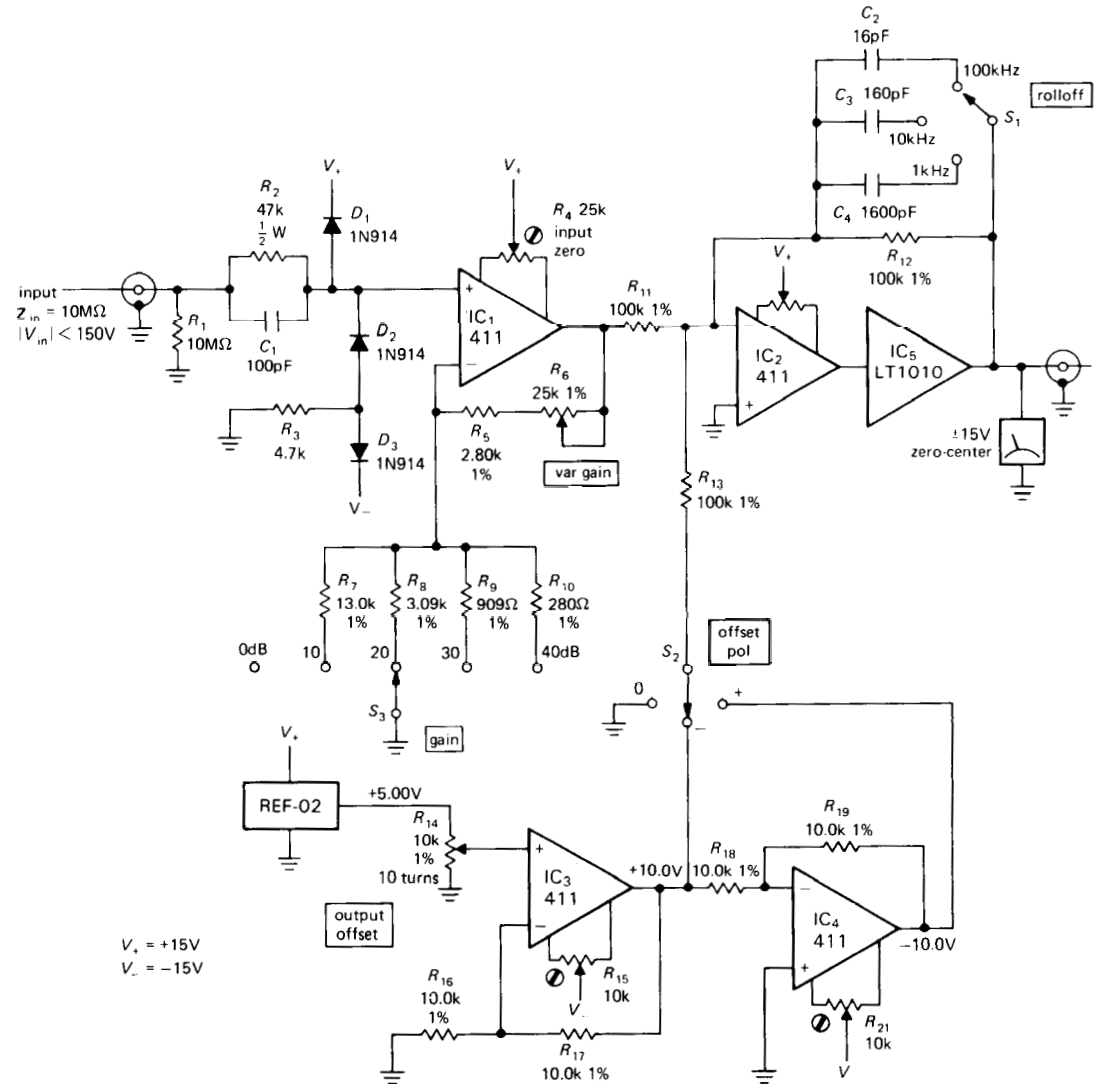 C2
16pF
100kHz
rolloff
C3 160pF
S1
10kHz
1kHz
C4 1600pF
V+
V+
R2
47k
½ W
D1
1N914
R4 25k
input
zero
R12
100k 1%
V+
input
zin = 10MΩ
|Vin| < 150V
R1
10MΩ
C1
100pF
D2
1N914
+
IC1
411
−
R11
100k 1%
R6
25k 1%
IC2
411
+
IC5
LT1010
R3
4.7k
D3
1N914
V−
R5
2.80k
1%
var gain
±15V
zero-center
R13
100k 1%
R7
13.0k
1%
R8
3.09k
1%
R9
909Ω
1%
R10
280Ω
1%
0dB
10
20
30
40dB
S2
offset
pol
0
+
−
S3
gain
V+
REF-02
+5.00V
R14
10k
1%
10 turns
+
IC3
411
−
+10.0V
R18
10.0k 1%
R19
10.0k 1%
−
IC4
411
+
−10.0V
output
offset
V+ = +15V
V− = −15V
R15
10k
V−
R16
10.0k
1%
R17
10.0k 1%
R21
10k
V